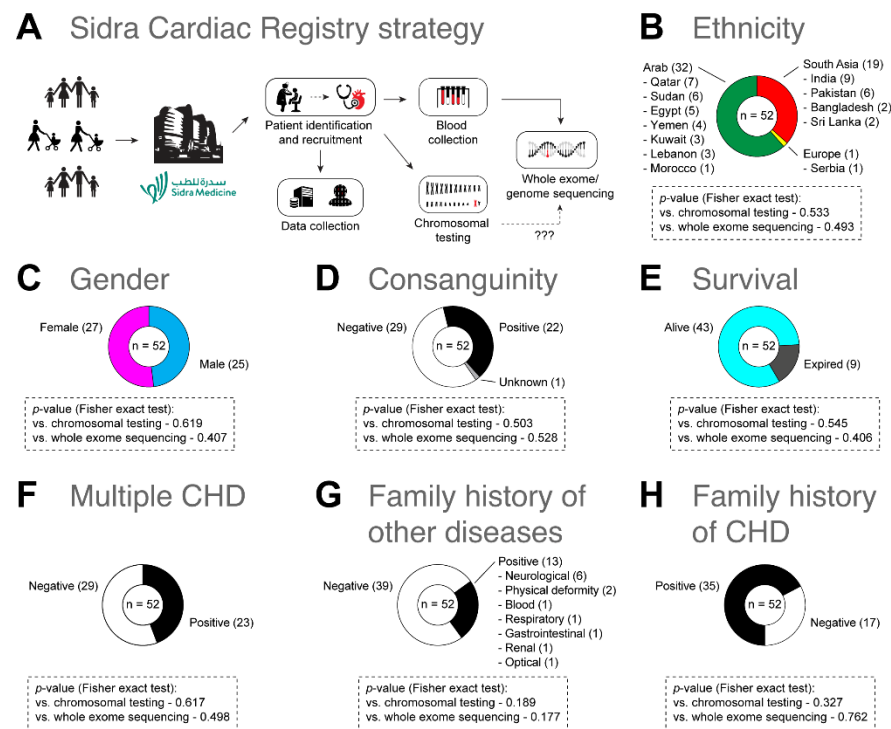 A Sidra Cardiac Registry strategy
سدرة للطب
Sidra Medicine
Patient identification
and recruitment
Data collection
Blood
collection
Chromosomal
testing
???
Whole exome/
genome sequencing
B Ethnicity
Arab (32)
- Qatar (7)
- Sudan (6)
- Egypt (5)
- Yemen (4)
- Kuwait (3)
- Lebanon (3)
- Morocco (1)
n = 52
South Asia (19)
- India (9)
- Pakistan (6)
- Bangladesh (2)
- Sri Lanka (2)
Europe (1)
- Serbia (1)
p-value (Fisher exact test):
vs. chromosomal testing - 0.533
vs. whole exome sequencing - 0.493
C Gender
Female (27)
n = 52
Male (25)
p-value (Fisher exact test):
vs. chromosomal testing - 0.619
vs. whole exome sequencing - 0.407
D Consanguinity
Negative (29)
n = 52
Positive (22)
Unknown (1)
p-value (Fisher exact test):
vs. chromosomal testing - 0.503
vs. whole exome sequencing - 0.528
E Survival
Alive (43)
n = 52
Expired (9)
p-value (Fisher exact test):
vs. chromosomal testing - 0.545
vs. whole exome sequencing - 0.406
F Multiple CHD
Negative (29)
n = 52
Positive (23)
p-value (Fisher exact test):
vs. chromosomal testing - 0.617
vs. whole exome sequencing - 0.498
G Family history of
other diseases
Negative (39)
n = 52
Positive (13)
- Neurological (6)
- Physical deformity (2)
- Blood (1)
- Respiratory (1)
- Gastrointestinal (1)
- Renal (1)
- Optical (1)
p-value (Fisher exact test):
vs. chromosomal testing - 0.189
vs. whole exome sequencing - 0.177
H Family history
of CHD
Positive (35)
n = 52
Negative (17)
p-value (Fisher exact test):
vs. chromosomal testing - 0.327
vs. whole exome sequencing - 0.762